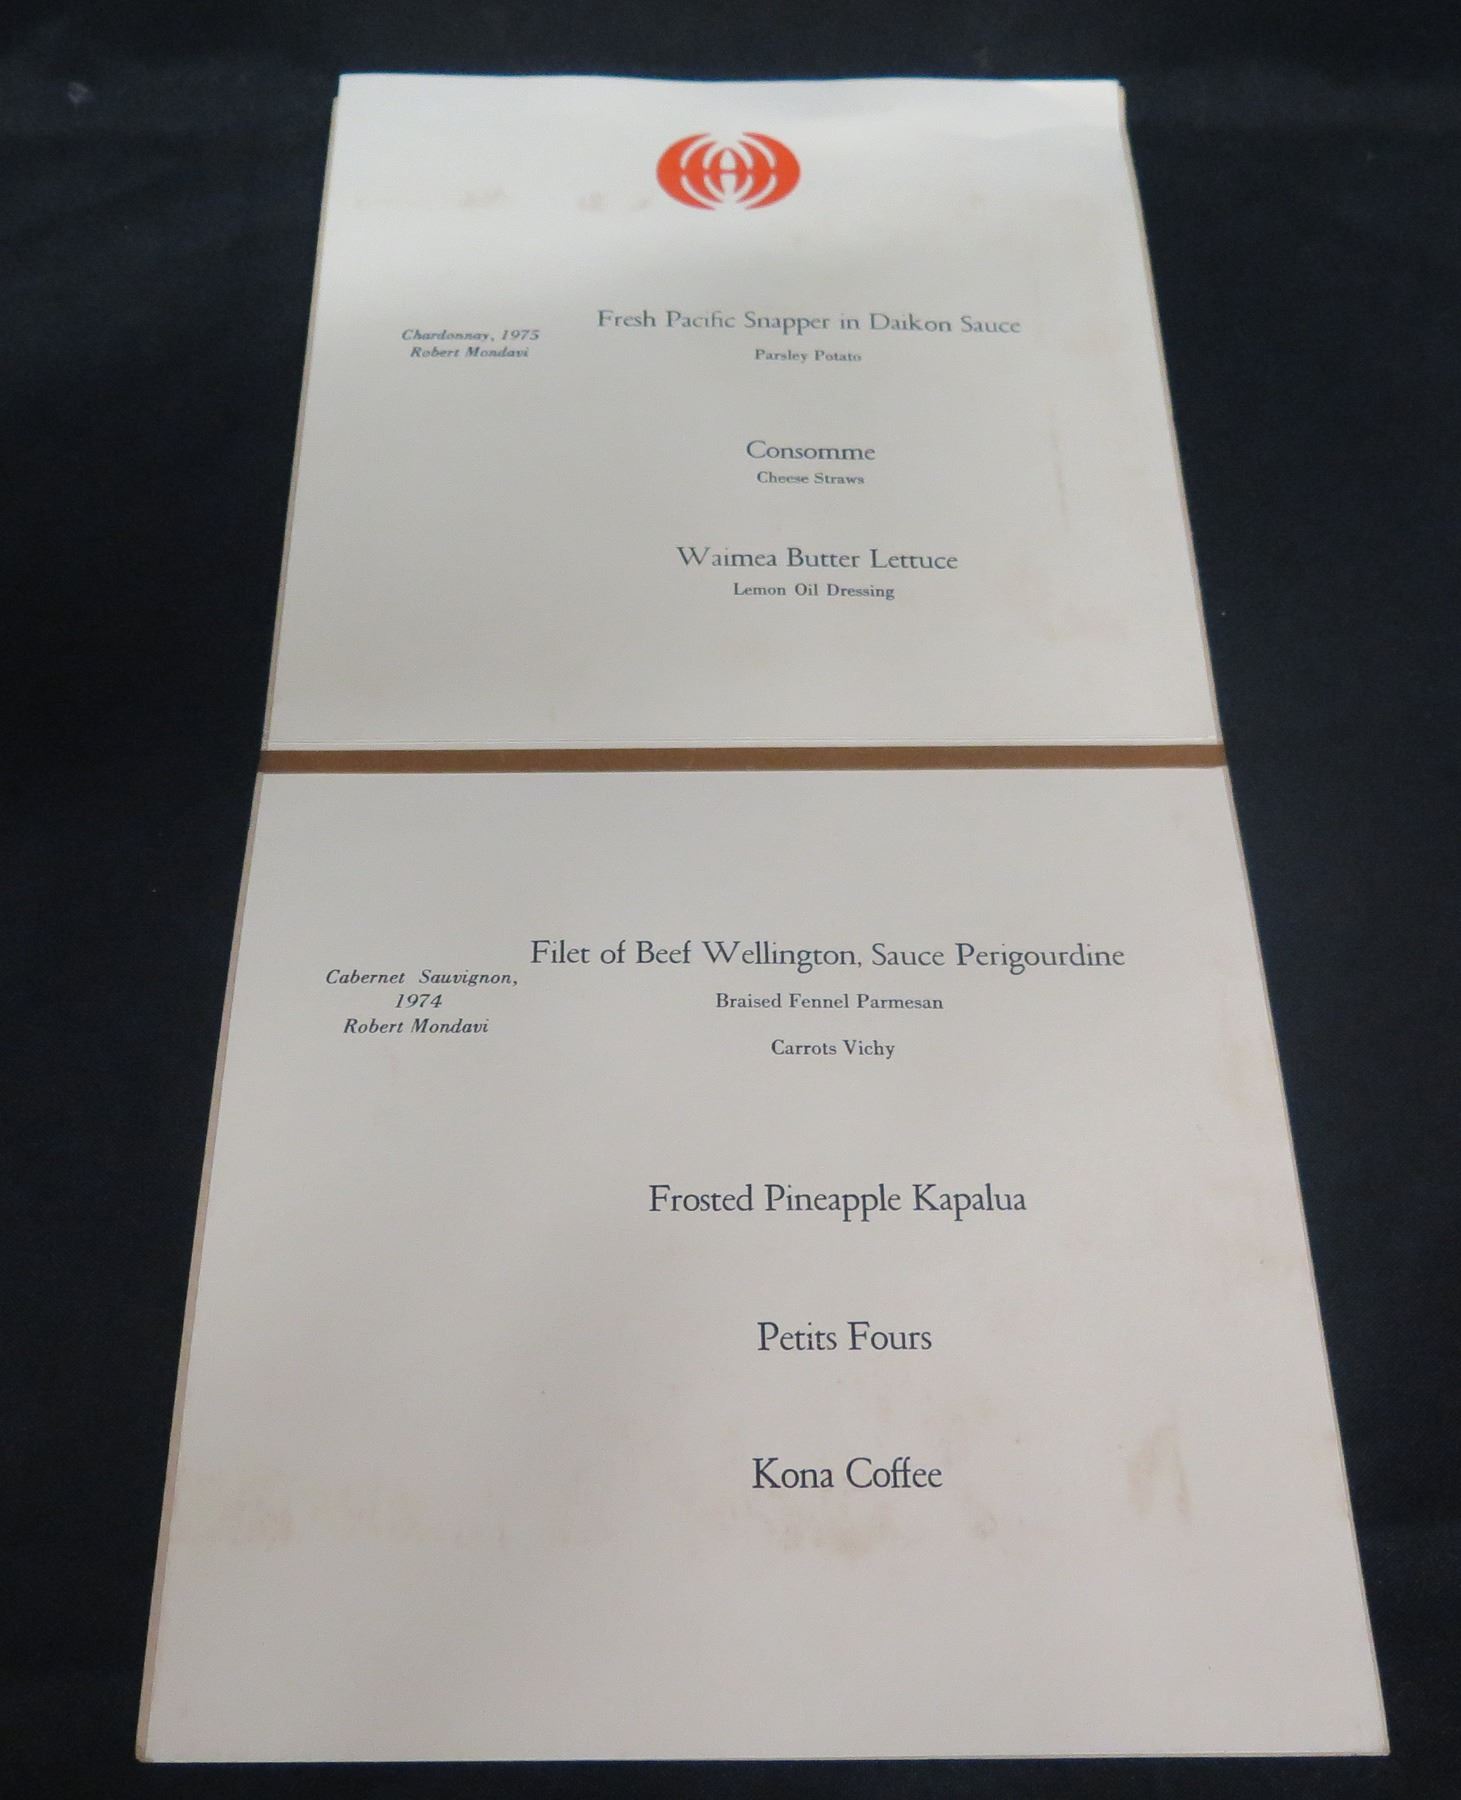 Fresh Pacific Snapper in Daikon Sauce
Chardonnay, 1975
Robert Mondavi
Parsley Potato
Consomme
Cheese Straws
Waimea Butter Lettuce
Lemon Oil Dressing
Filet of Beef Wellington, Sauce Perigourdine
Cabernet Sauvignon,
1974
Robert Mondavi
Braised Fennel Parmesan
Carrots Vichy
Frosted Pineapple Kapalua
Petits Fours
Kona Coffee